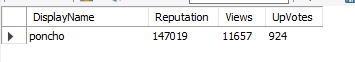 DisplayName Reputation Views UpVotes
poncho 147019 11657 924